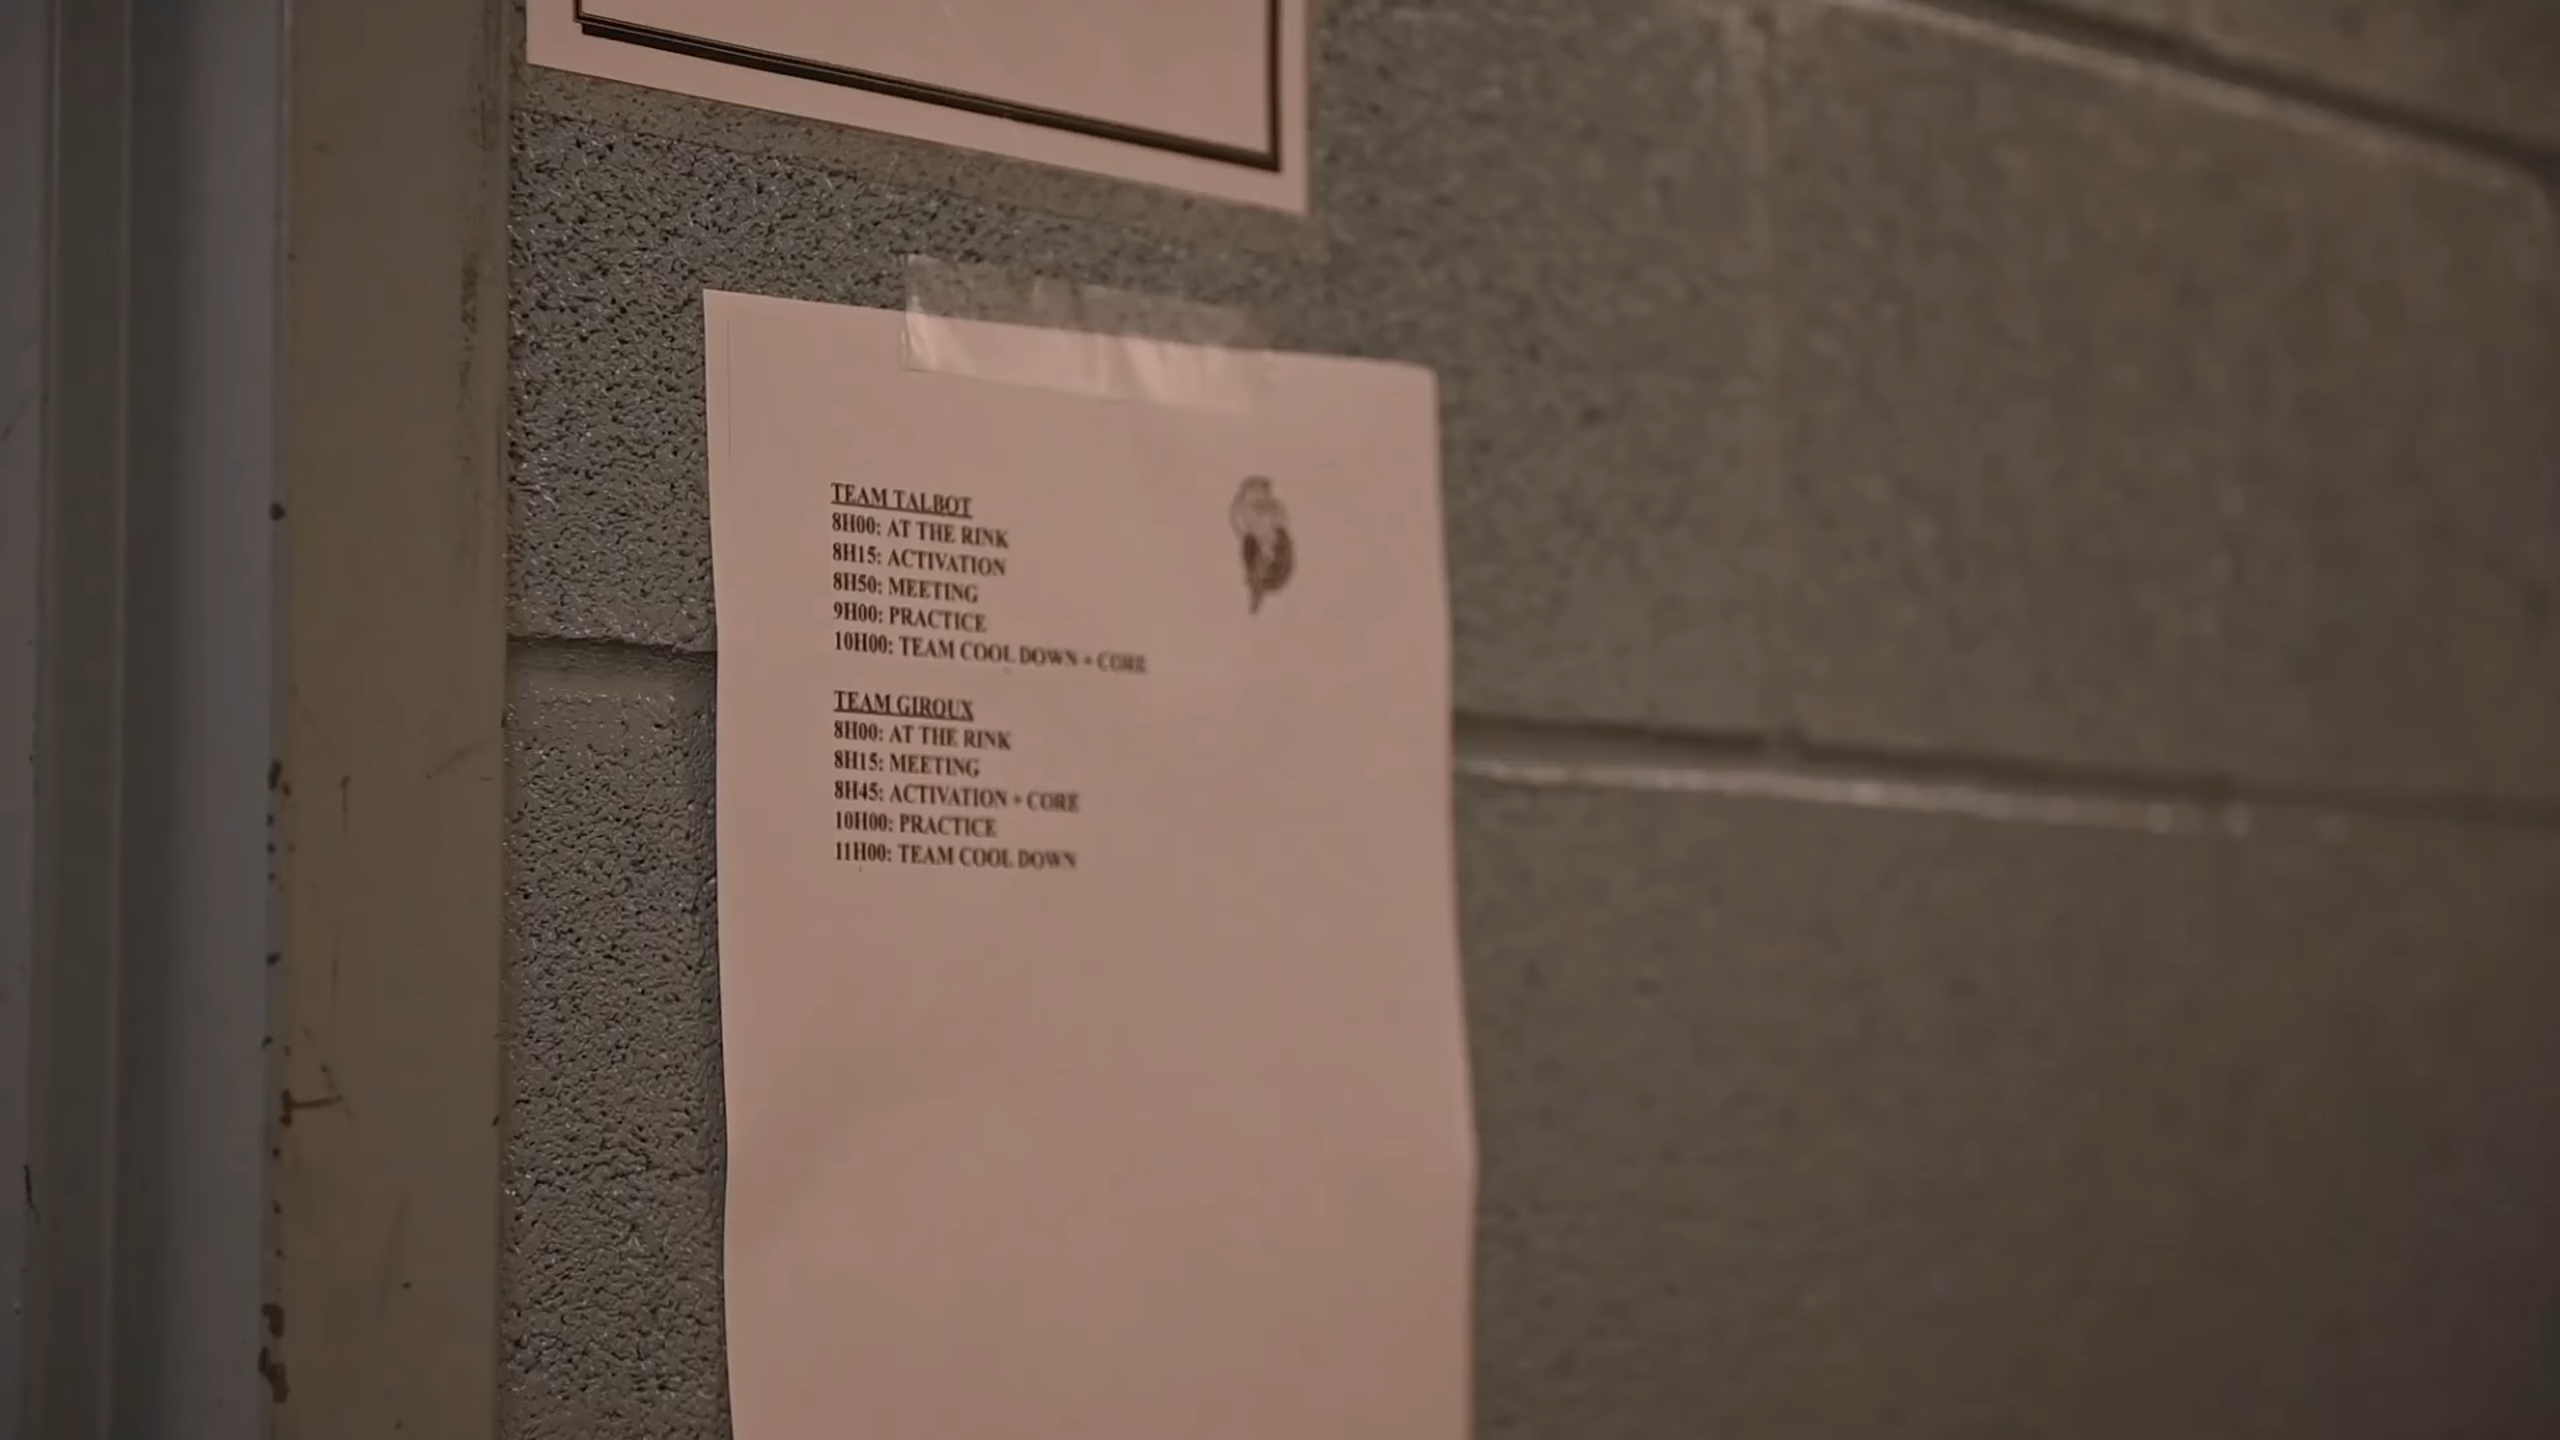 TEAM TALBOT
8H00: AT THE RINK
8H15: ACTIVATION
8H50: MEETING
9H00: PRACTICE
10H00: TEAM COOL DOWN + CORE
TEAM GIROUX
8H00: AT THE RINK
8H15: MEETING
8H45: ACTIVATION + CORE
10H00: PRACTICE
11H00: TEAM COOL DOWN